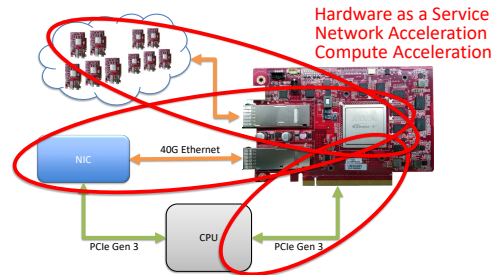 Hardware as a Service
Network Acceleration
Compute Acceleration
40G Ethernet
NIC
CPU
PCIe Gen 3
PCIe Gen 3